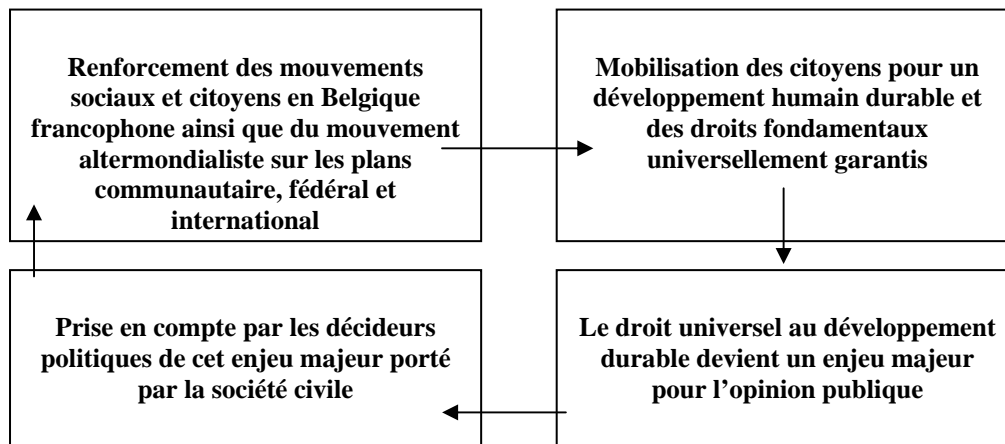 Renforcement des mouvements
sociaux et citoyens en Belgique
francophone ainsi que du mouvement
altermondialiste sur les plans
communautaire, fédéral et
international
Mobilisation des citoyens pour un
développement humain durable et
des droits fondamentaux
universellement garantis
Le droit universel au développement
durable devient un enjeu majeur
pour l’opinion publique
Prise en compte par les décideurs
politiques de cet enjeu majeur porté
par la société civile